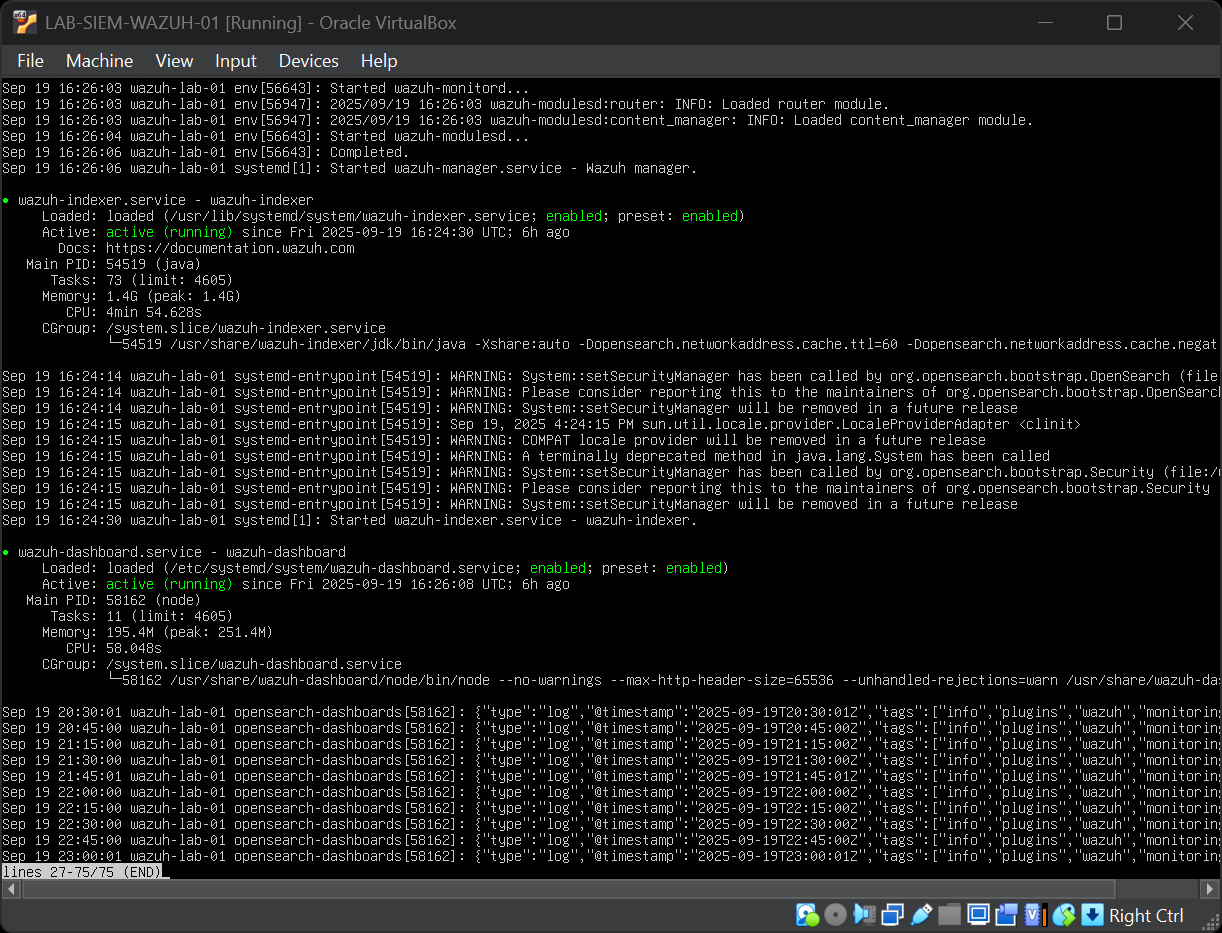 LAB-SIEM-WAZUH-01 [Running] - Oracle VirtualBox
File Machine View Input Devices Help
Sep 19 16:26:03 wazuh-lab-01 env[56643]: Started wazuh-monitord...
Sep 19 16:26:03 wazuh-lab-01 env[56947]: 2025/09/19 16:26:03 wazuh-modulesd:router: INFO: Loaded router module.
Sep 19 16:26:03 wazuh-lab-01 env[56947]: 2025/09/19 16:26:03 wazuh-modulesd:content_manager: INFO: Loaded content_manager module.
Sep 19 16:26:04 wazuh-lab-01 env[56643]: Started wazuh-modulesd...
Sep 19 16:26:06 wazuh-lab-01 env[56643]: Completed.
Sep 19 16:26:06 wazuh-lab-01 systemd[1]: Started wazuh-manager.service - Wazuh manager.
● wazuh-indexer.service - wazuh-indexer
Loaded: loaded (/usr/lib/systemd/system/wazuh-indexer.service; enabled; preset: enabled)
Active: active (running) since Fri 2025-09-19 16:24:30 UTC; 6h ago
Docs: https://documentation.wazuh.com
Main PID: 54519 (java)
Tasks: 73 (limit: 4605)
Memory: 1.4G (peak: 1.4G)
CPU: 4min 54.628s
CGroup: /system.slice/wazuh-indexer.service
└─54519 /usr/share/wazuh-indexer/jdk/bin/java -Xshare:auto -Dopensearch.networkaddress.cache.ttl=60 -Dopensearch.networkaddress.cache.negat
Sep 19 16:24:14 wazuh-lab-01 systemd-entrypoint[54519]: WARNING: System::setSecurityManager has been called by org.opensearch.bootstrap.OpenSearch (file
Sep 19 16:24:14 wazuh-lab-01 systemd-entrypoint[54519]: WARNING: Please consider reporting this to the maintainers of org.opensearch.bootstrap.OpenSearch
Sep 19 16:24:14 wazuh-lab-01 systemd-entrypoint[54519]: WARNING: System::setSecurityManager will be removed in a future release
Sep 19 16:24:15 wazuh-lab-01 systemd-entrypoint[54519]: Sep 19, 2025 4:24:15 PM sun.util.locale.provider.LocaleProviderAdapter <clinit>
Sep 19 16:24:15 wazuh-lab-01 systemd-entrypoint[54519]: WARNING: COMPAT locale provider will be removed in a future release
Sep 19 16:24:15 wazuh-lab-01 systemd-entrypoint[54519]: WARNING: A terminally deprecated method in java.lang.System has been called
Sep 19 16:24:15 wazuh-lab-01 systemd-entrypoint[54519]: WARNING: System::setSecurityManager has been called by org.opensearch.bootstrap.Security (file:/
Sep 19 16:24:15 wazuh-lab-01 systemd-entrypoint[54519]: WARNING: Please consider reporting this to the maintainers of org.opensearch.bootstrap.Security
Sep 19 16:24:15 wazuh-lab-01 systemd-entrypoint[54519]: WARNING: System::setSecurityManager will be removed in a future release
Sep 19 16:24:30 wazuh-lab-01 systemd[1]: Started wazuh-indexer.service - wazuh-indexer.
● wazuh-dashboard.service - wazuh-dashboard
Loaded: loaded (/etc/systemd/system/wazuh-dashboard.service; enabled; preset: enabled)
Active: active (running) since Fri 2025-09-19 16:26:08 UTC; 6h ago
Main PID: 58162 (node)
Tasks: 11 (limit: 4605)
Memory: 195.4M (peak: 251.4M)
CPU: 58.048s
CGroup: /system.slice/wazuh-dashboard.service
└─58162 /usr/share/wazuh-dashboard/node/bin/node --no-warnings --max-http-header-size=65536 --unhandled-rejections=warn /usr/share/wazuh-da
Sep 19 20:30:01 wazuh-lab-01 opensearch-dashboards[58162]: {"type":"log","@timestamp":"2025-09-19T20:30:01Z","tags":["info","plugins","wazuh","monitorin
Sep 19 20:45:00 wazuh-lab-01 opensearch-dashboards[58162]: {"type":"log","@timestamp":"2025-09-19T20:45:00Z","tags":["info","plugins","wazuh","monitorin
Sep 19 21:15:00 wazuh-lab-01 opensearch-dashboards[58162]: {"type":"log","@timestamp":"2025-09-19T21:15:00Z","tags":["info","plugins","wazuh","monitorin
Sep 19 21:30:00 wazuh-lab-01 opensearch-dashboards[58162]: {"type":"log","@timestamp":"2025-09-19T21:30:00Z","tags":["info","plugins","wazuh","monitorin
Sep 19 21:45:01 wazuh-lab-01 opensearch-dashboards[58162]: {"type":"log","@timestamp":"2025-09-19T21:45:01Z","tags":["info","plugins","wazuh","monitorin
Sep 19 22:00:00 wazuh-lab-01 opensearch-dashboards[58162]: {"type":"log","@timestamp":"2025-09-19T22:00:00Z","tags":["info","plugins","wazuh","monitorin
Sep 19 22:15:00 wazuh-lab-01 opensearch-dashboards[58162]: {"type":"log","@timestamp":"2025-09-19T22:15:00Z","tags":["info","plugins","wazuh","monitorin
Sep 19 22:30:00 wazuh-lab-01 opensearch-dashboards[58162]: {"type":"log","@timestamp":"2025-09-19T22:30:00Z","tags":["info","plugins","wazuh","monitorin
Sep 19 22:45:00 wazuh-lab-01 opensearch-dashboards[58162]: {"type":"log","@timestamp":"2025-09-19T22:45:00Z","tags":["info","plugins","wazuh","monitorin
Sep 19 23:00:01 wazuh-lab-01 opensearch-dashboards[58162]: {"type":"log","@timestamp":"2025-09-19T23:00:01Z","tags":["info","plugins","wazuh","monitorin
lines 27-75/75 (END)
Right Ctrl